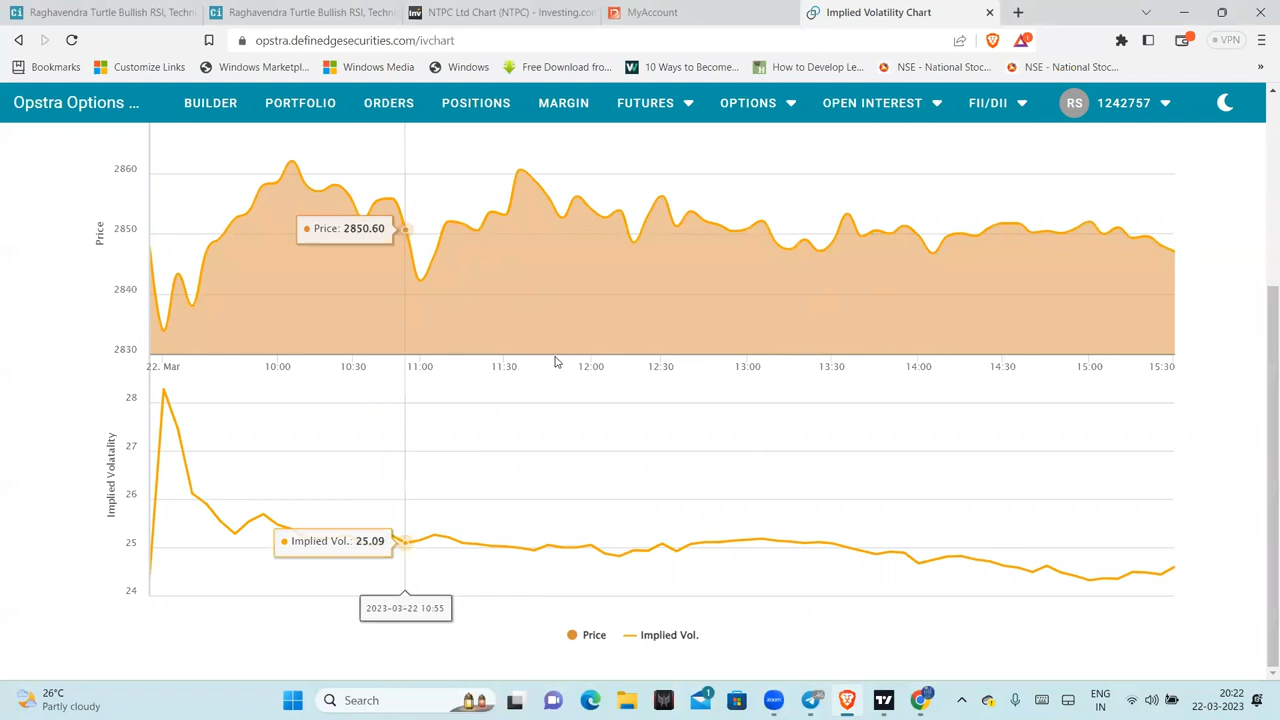 Raghavendra Turtle Bullish RSI, Techni
Raghavendra Turtle Bullish RSI, Techni
NTPC Ltd Chart (NTPC) - Investing.com
MyAccount
Implied Volatility Chart
opstra.definedgesecurities.com/ivchart
VPN
Bookmarks
Customize Links
Windows Marketpl...
Windows Media
Windows
Free Download fro...
10 Ways to Become...
How to Develop Le...
NSE - National Stoc...
NSE - National Stoc...
Opstra Options ...
BUILDER
PORTFOLIO
ORDERS
POSITIONS
MARGIN
FUTURES
OPTIONS
OPEN INTEREST
FII/DII
RS
1242757
Price
2860
2850
2840
2830
Price: 2850.60
22. Mar
10:00
10:30
11:00
11:30
12:00
12:30
13:00
13:30
14:00
14:30
15:00
15:30
Implied Volatality
28
27
26
25
24
Implied Vol.: 25.09
2023-03-22 10:55
Price
Implied Vol.
26°C
Partly cloudy
Search
1
ENG
IN
20:22
22-03-2023